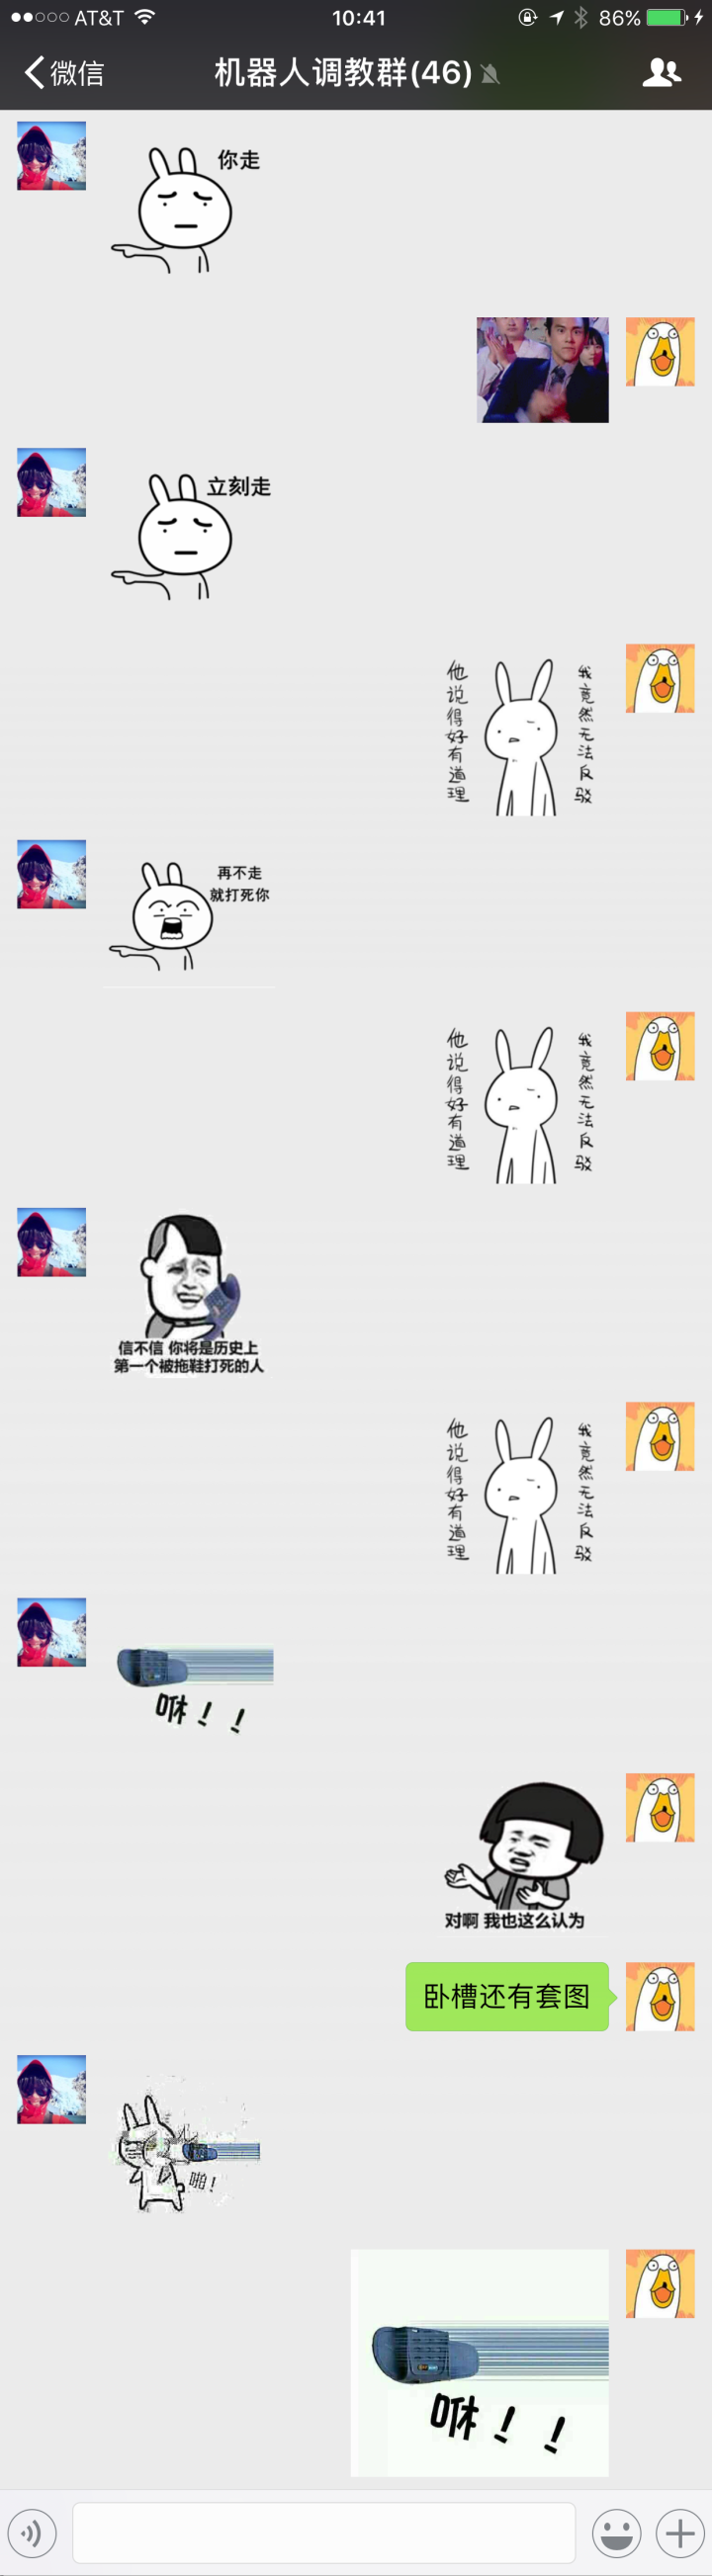 AT&T 10:41 86%
微信 机器人调教群(46)
你走
立刻走
他说得好有道理
我竟然无法反驳
再不走
就打死你
他说得好有道理
我竟然无法反驳
信不信 你将是历史上
第一个被拖鞋打死的人
他说得好有道理
我竟然无法反驳
咻！！
对啊 我也这么认为
卧槽还有套图
啪！
咻！！